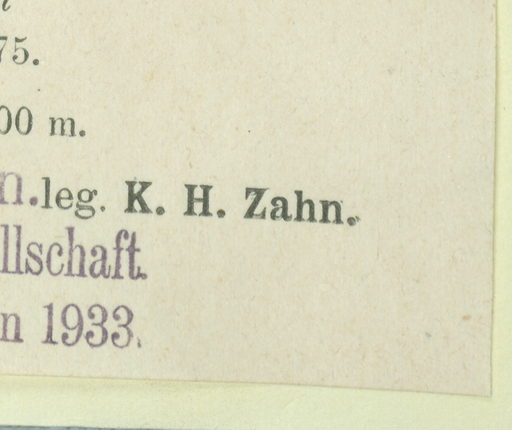 75.
00 m.
n. leg. K. H. Zahn.
llschaft.
n 1933.